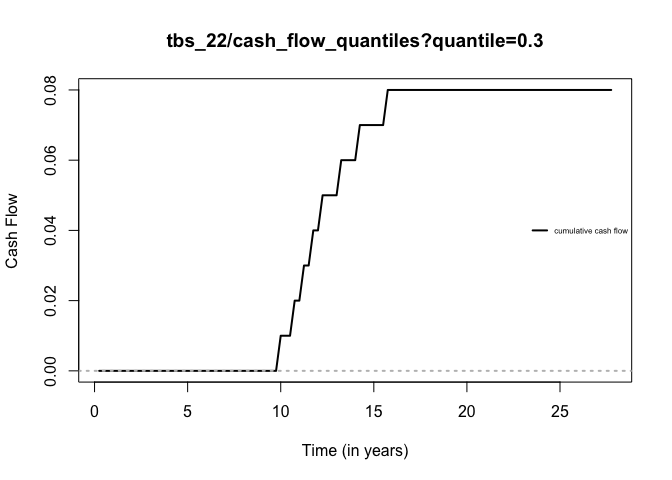 tbs_22/cash_flow_quantiles?quantile=0.3
Cash Flow
0.08
0.06
0.04
0.02
0.00
cumulative cash flow
0 5 10 15 20 25
Time (in years)